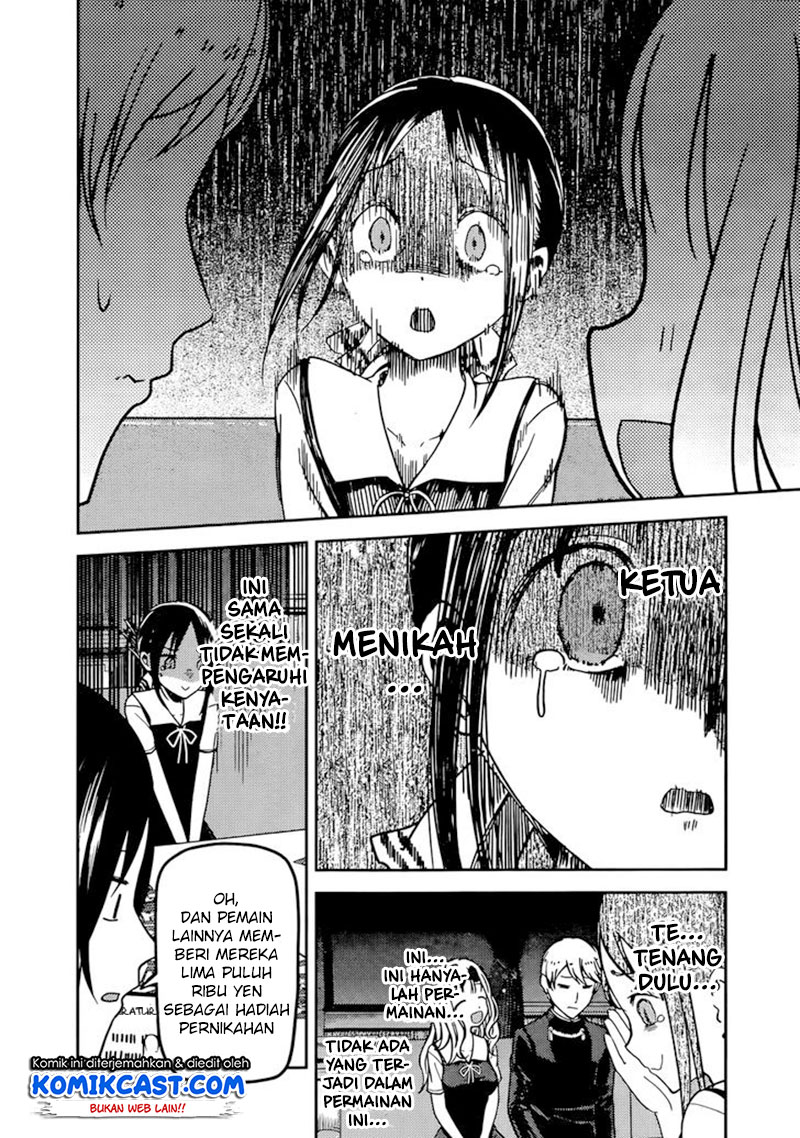 KETUA
MENIKAH
...
INI
SAMA
SEKALI
TIDAK MEM-
PENGARUHI
KENYA-
TAAN!!
TE...
TENANG
DULU...
INI...
INI HANYA-
LAH PER-
MAINAN...
TIDAK ADA
YANG TER-
JADI DALAM
PERMAINAN
INI...
OH,
DAN PEMAIN
LAINNYA MEM-
BERI MEREKA
LIMA PULUH
RIBU YEN
SEBAGAI HADIAH
PERNIKAHAN
RATUR
Komik ini diterjemahkan & diedit oleh
KOMIKCAST.COM
BUKAN WEB LAIN!!